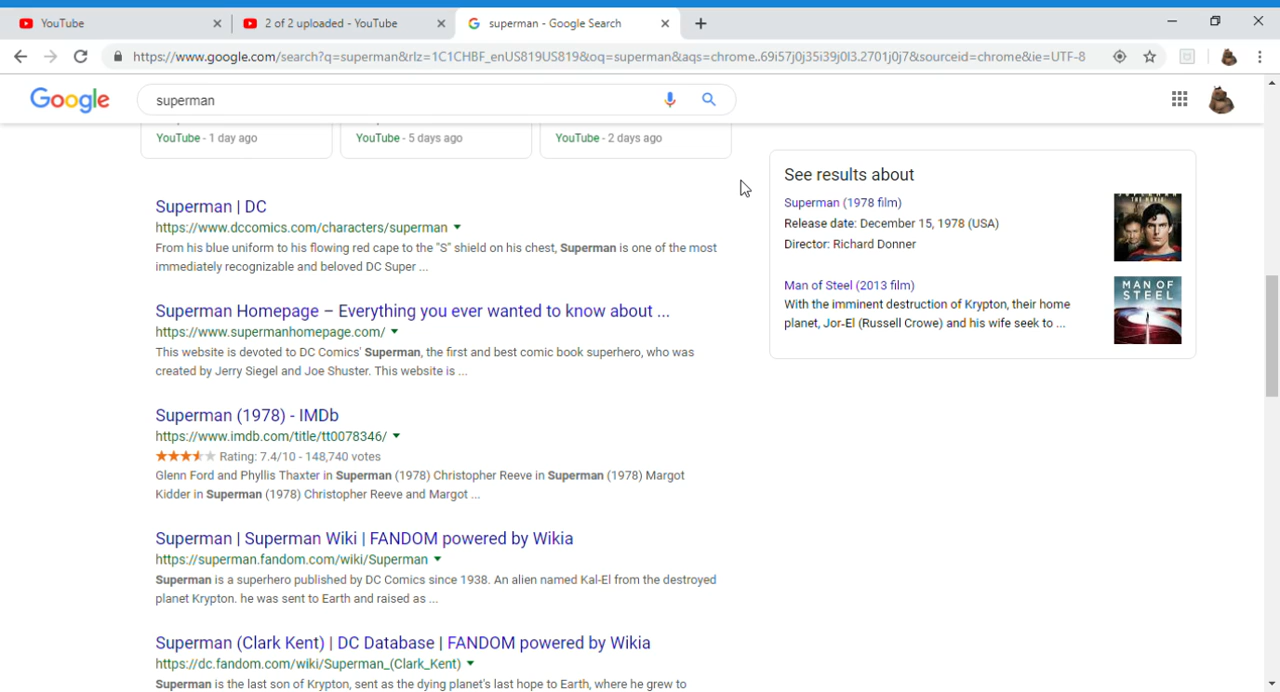 YouTube
2 of 2 uploaded - YouTube
superman - Google Search
https://www.google.com/search?q=superman&rlz=1C1CHBF_enUS819US819&oq=superman&aqs=chrome..69i57j0j35i39j0l3.2701j0j7&sourceid=chrome&ie=UTF-8
Google
superman
YouTube - 1 day ago
YouTube - 5 days ago
YouTube - 2 days ago
Superman | DC
https://www.dccomics.com/characters/superman
From his blue uniform to his flowing red cape to the "S" shield on his chest, Superman is one of the most
immediately recognizable and beloved DC Super ...
Superman Homepage – Everything you ever wanted to know about ...
https://www.supermanhomepage.com/
This website is devoted to DC Comics' Superman, the first and best comic book superhero, who was
created by Jerry Siegel and Joe Shuster. This website is ...
Superman (1978) - IMDb
https://www.imdb.com/title/tt0078346/
Rating: 7.4/10 - 148,740 votes
Glenn Ford and Phyllis Thaxter in Superman (1978) Christopher Reeve in Superman (1978) Margot
Kidder in Superman (1978) Christopher Reeve and Margot ...
Superman | Superman Wiki | FANDOM powered by Wikia
https://superman.fandom.com/wiki/Superman
Superman is a superhero published by DC Comics since 1938. An alien named Kal-El from the destroyed
planet Krypton. he was sent to Earth and raised as ...
Superman (Clark Kent) | DC Database | FANDOM powered by Wikia
https://dc.fandom.com/wiki/Superman_(Clark_Kent)
Superman is the last son of Krypton, sent as the dying planet's last hope to Earth, where he grew to
See results about
Superman (1978 film)
Release date: December 15, 1978 (USA)
Director: Richard Donner
THE MOVIE
Man of Steel (2013 film)
With the imminent destruction of Krypton, their home
planet, Jor-El (Russell Crowe) and his wife seek to ...
MAN OF
STEEL